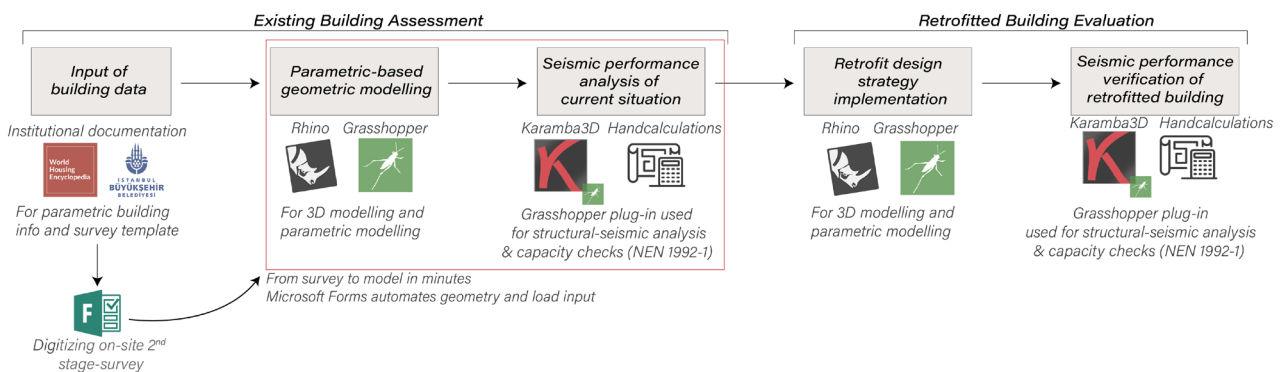 Existing Building Assessment
Retrofitted Building Evaluation
Input of
building data
Parametric-based
geometric modelling
Seismic performance
analysis of
current situation
Retrofit design
strategy
implementation
Seismic performance
verification of
retrofitted building
Institutional documentation
World
Housing
Encyclopedia
İSTANBUL
BÜYÜKŞEHİR
BELEDİYESİ
For parametric building
info and survey template
Rhino
Grasshopper
For 3D modelling and
parametric modelling
Karamba3D
Handcalculations
Grasshopper plug-in used
for structural-seismic analysis
& capacity checks (NEN 1992-1)
Rhino
Grasshopper
For 3D modelling and
parametric modelling
Karamba3D
Handcalculations
Grasshopper plug-in
used for structural-seismic analysis
& capacity checks (NEN 1992-1)
From survey to model in minutes
Microsoft Forms automates geometry and load input
F
Digitizing on-site 2nd
stage-survey